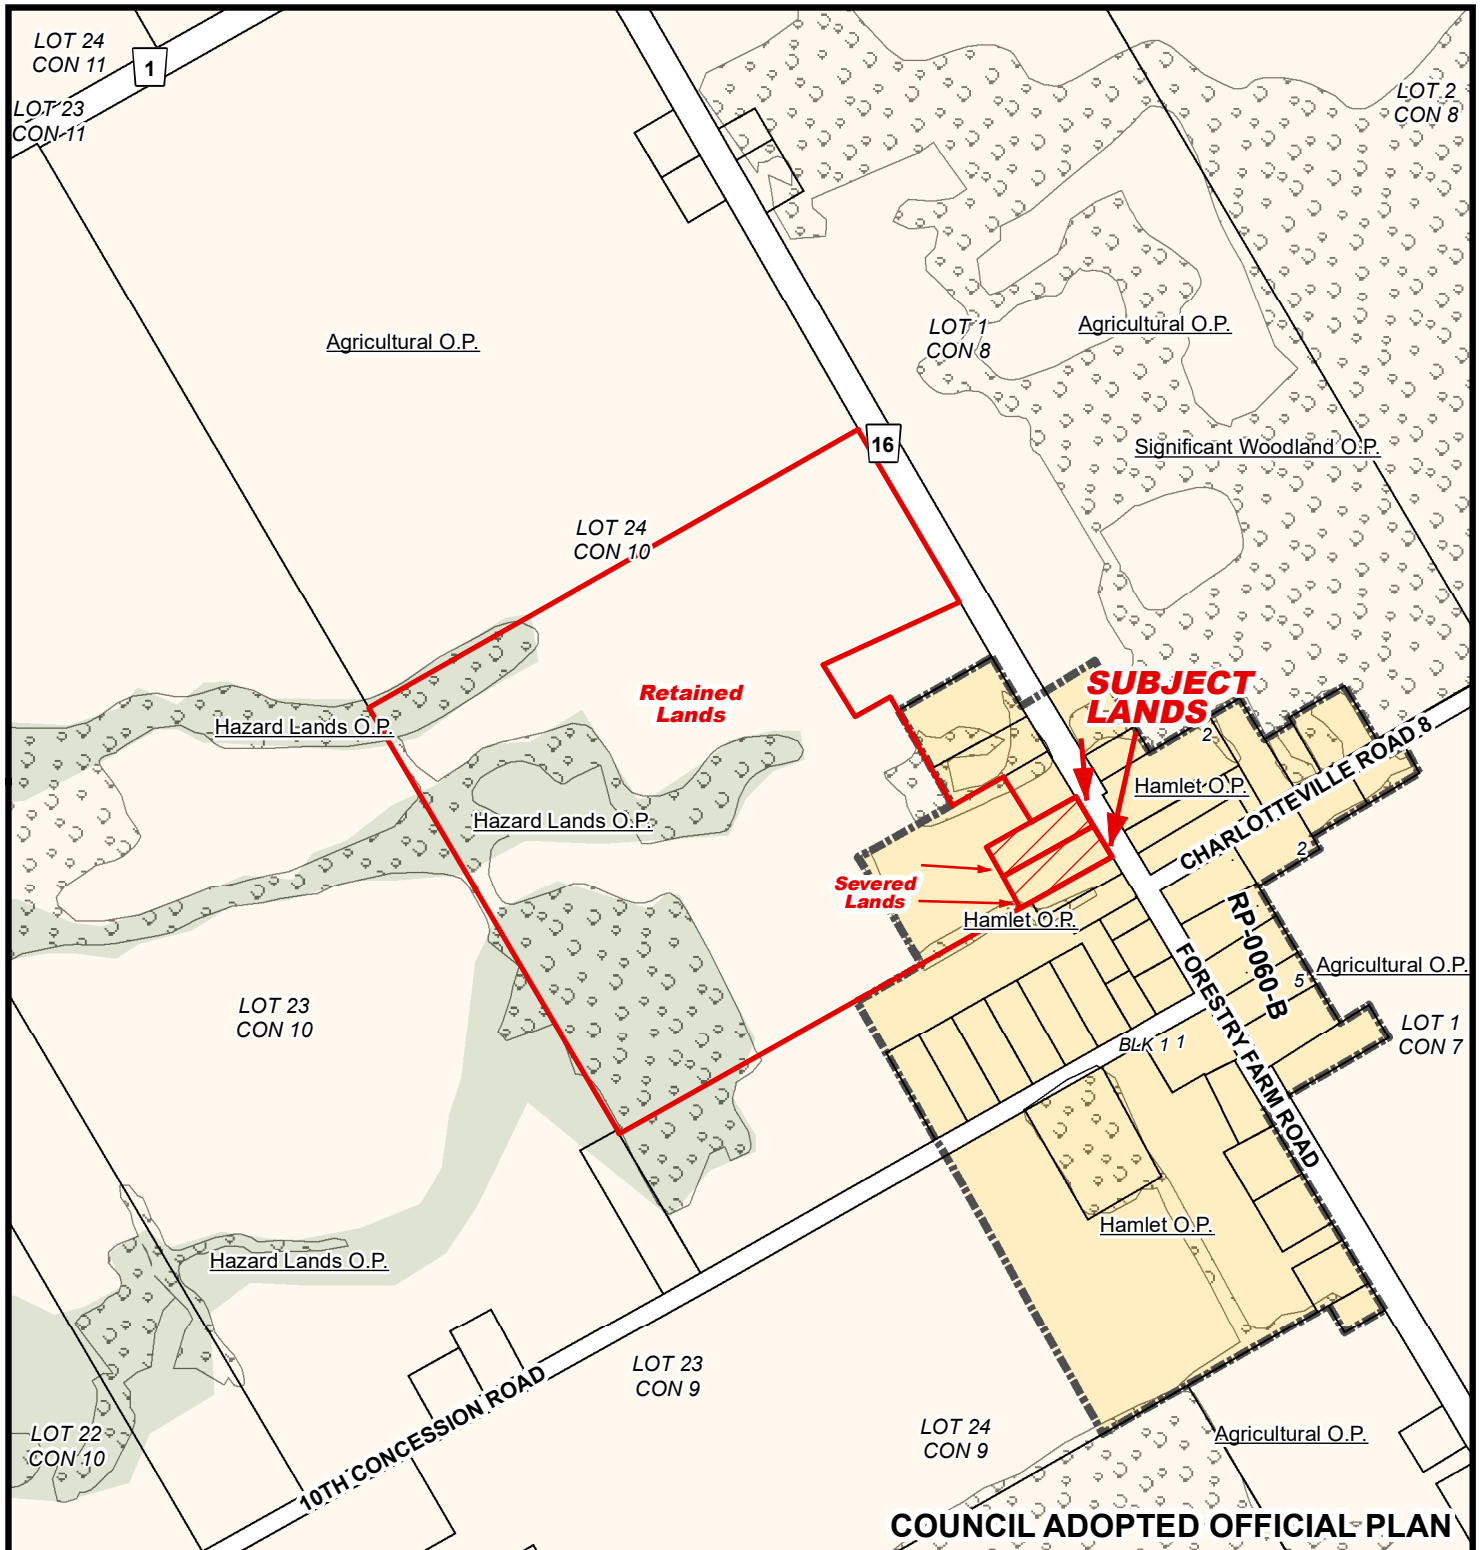 LOT 24
CON 11
1
LOT 23
CON 11
LOT 2
CON 8
Agricultural O.P.
LOT 1
CON 8
Agricultural O.P.
16
Significant Woodland O.P.
LOT 24
CON 10
Retained
Lands
SUBJECT
LANDS
Hazard Lands O.P.
2
Hamlet O.P.
CHARLOTTEVILLE ROAD 8
Hazard Lands O.P.
2
Severed
Lands
Hamlet O.P.
RP-0060-B
Agricultural O.P.
5
LOT 23
CON 10
FORESTRY FARM ROAD
LOT 1
CON 7
BLK 1 1
Hamlet O.P.
Hazard Lands O.P.
LOT 23
CON 9
10TH CONCESSION ROAD
LOT 22
CON 10
LOT 24
CON 9
Agricultural O.P.
COUNCIL ADOPTED OFFICIAL PLAN